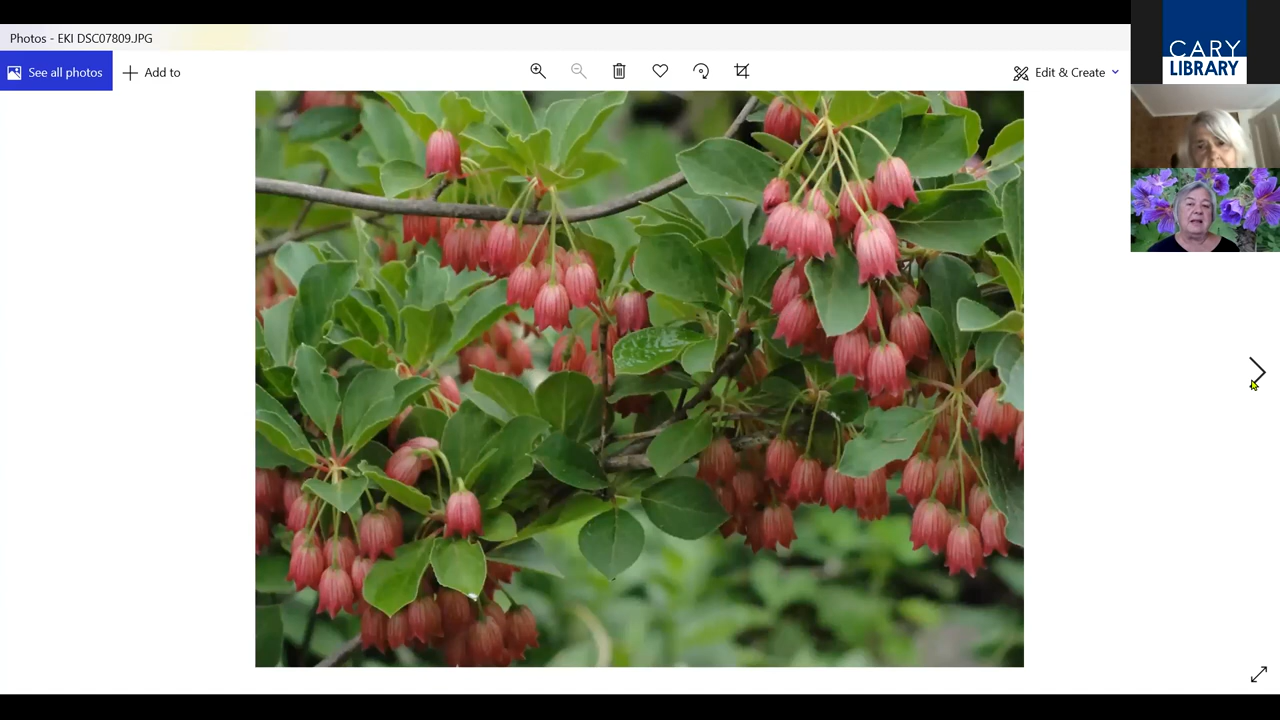 Photos - EKI DSC07809.JPG
See all photos
Add to
Edit & Create
CARY
LIBRARY